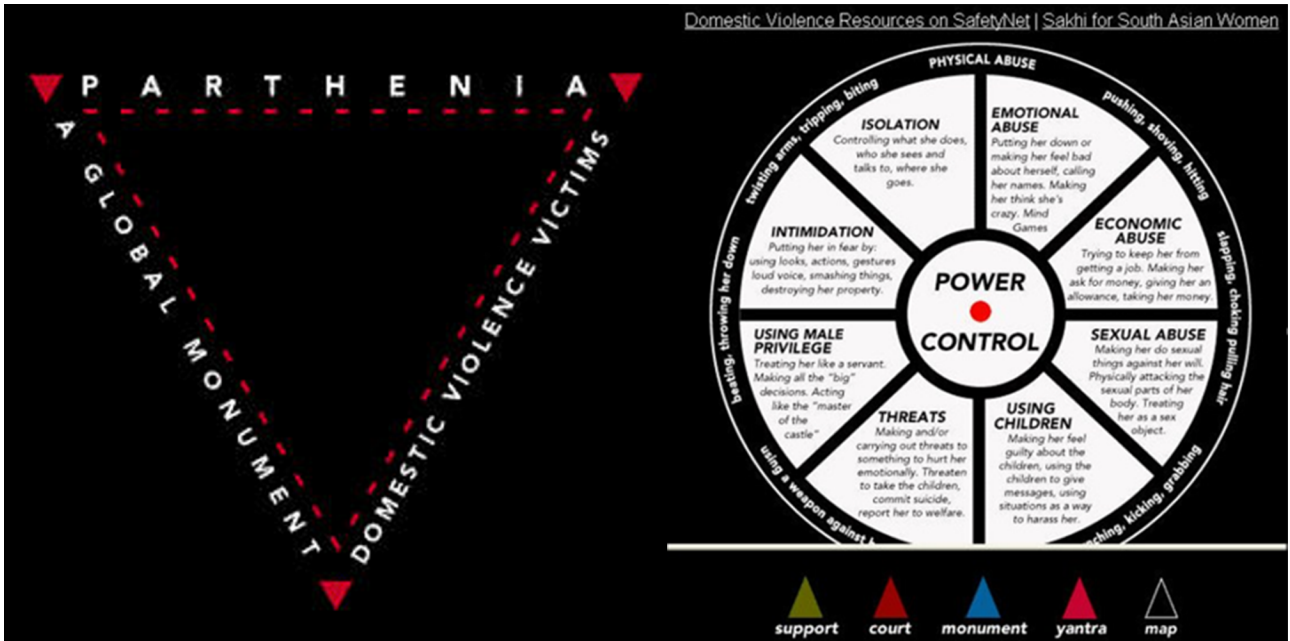 PARTHENIA
A GLOBAL MONUMENT
DOMESTIC VIOLENCE VICTIMS
Domestic Violence Resources on SafetyNet | Sakhi for South Asian Women
PHYSICAL ABUSE
pushing, shoving, hitting
slapping, choking pulling hair
kicking, grabbing
using a weapon against
beating, throwing her down
twisting arms, tripping, biting
ISOLATION
Controlling what she does,
who she sees and
talks to, where she
goes.
EMOTIONAL
ABUSE
Putting her down or
making her feel bad
about herself, calling
her names. Making
her think she's
crazy. Mind
Games
INTIMIDATION
Putting her in fear by:
using looks, actions, gestures
loud voice, smashing things,
destroying her property.
ECONOMIC
ABUSE
Trying to keep her from
getting a job. Making her
ask for money, giving her an
allowance, taking her money.
POWER
CONTROL
USING MALE
PRIVILEGE
Treating her like a servant.
Making all the "big"
decisions. Acting
like the "master
of the
castle"
SEXUAL ABUSE
Making her do sexual
things against her will.
Physically attacking the
sexual parts of her
body. Treating
her as a sex
object.
THREATS
Making and/or
carrying out threats to
something to hurt her
emotionally. Threaten
to take the children,
commit suicide,
report her to welfare.
USING
CHILDREN
Making her feel
guilty about the
children, using the
children to give
messages, using
situations as a way
to harass her.
support
court
monument
yantra
map